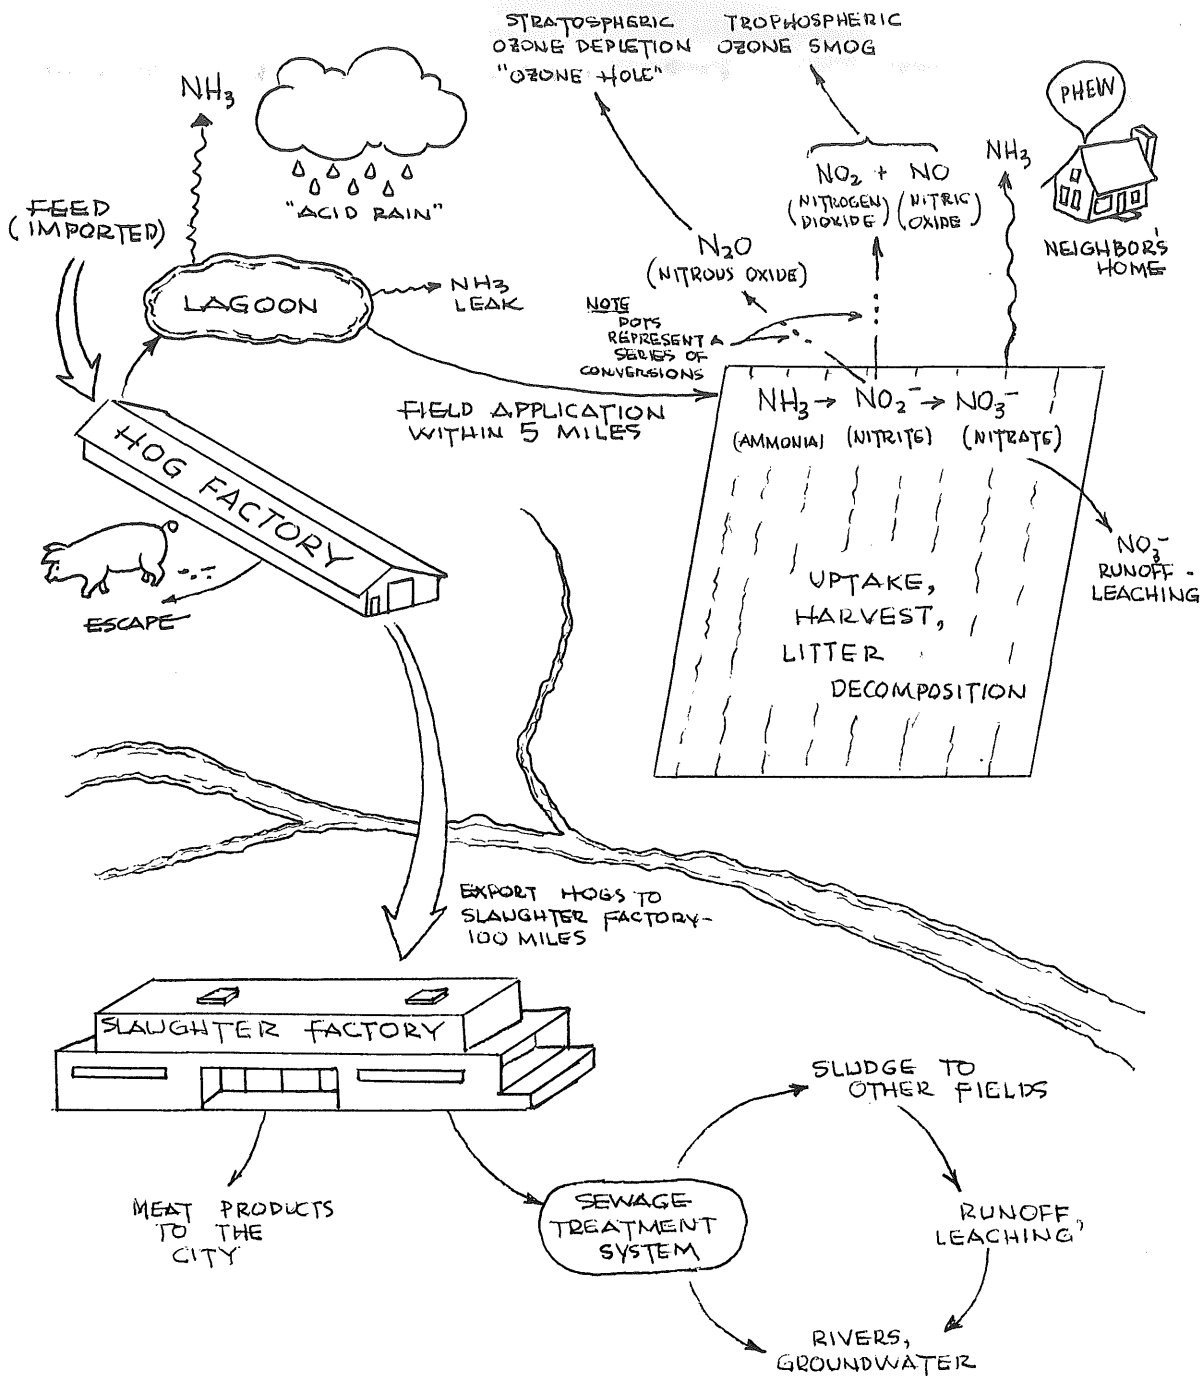 STRATOSPHERIC
OZONE DEPLETION
"OZONE HOLE"
TROPHOSPHERIC
OZONE SMOG
PHEW
NH₃
"ACID RAIN"
FEED
(IMPORTED)
NO₂ + NO
(NITROGEN DIOXIDE) (NITRIC OXIDE)
NH₃
NEIGHBOR'S
HOME
N₂O
(NITROUS OXIDE)
LAGOON
NH₃
LEAK
NOTE
DOTS
REPRESENT A
SERIES OF
CONVERSIONS
FIELD APPLICATION
WITHIN 5 MILES
NH₃ → NO₂⁻ → NO₃⁻
(AMMONIA) (NITRITE) (NITRATE)
HOG FACTORY
NO₃⁻
RUNOFF -
LEACHING
UPTAKE,
HARVEST,
LITTER
DECOMPOSITION
ESCAPE
EXPORT HOGS TO
SLAUGHTER FACTORY-
100 MILES
SLAUGHTER FACTORY
SLUDGE TO
OTHER FIELDS
MEAT PRODUCTS
TO THE
CITY
SEWAGE
TREATMENT
SYSTEM
RUNOFF,
LEACHING
RIVERS,
GROUNDWATER